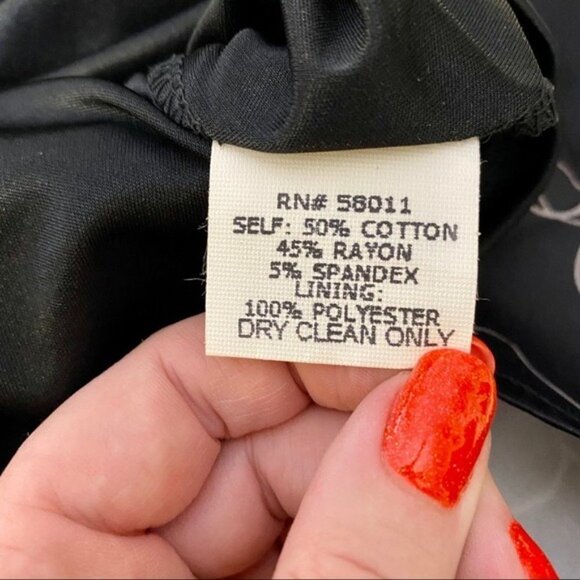 RN# 58011
SELF: 50% COTTON
45% RAYON
5% SPANDEX
LINING:
100% POLYESTER
DRY CLEAN ONLY